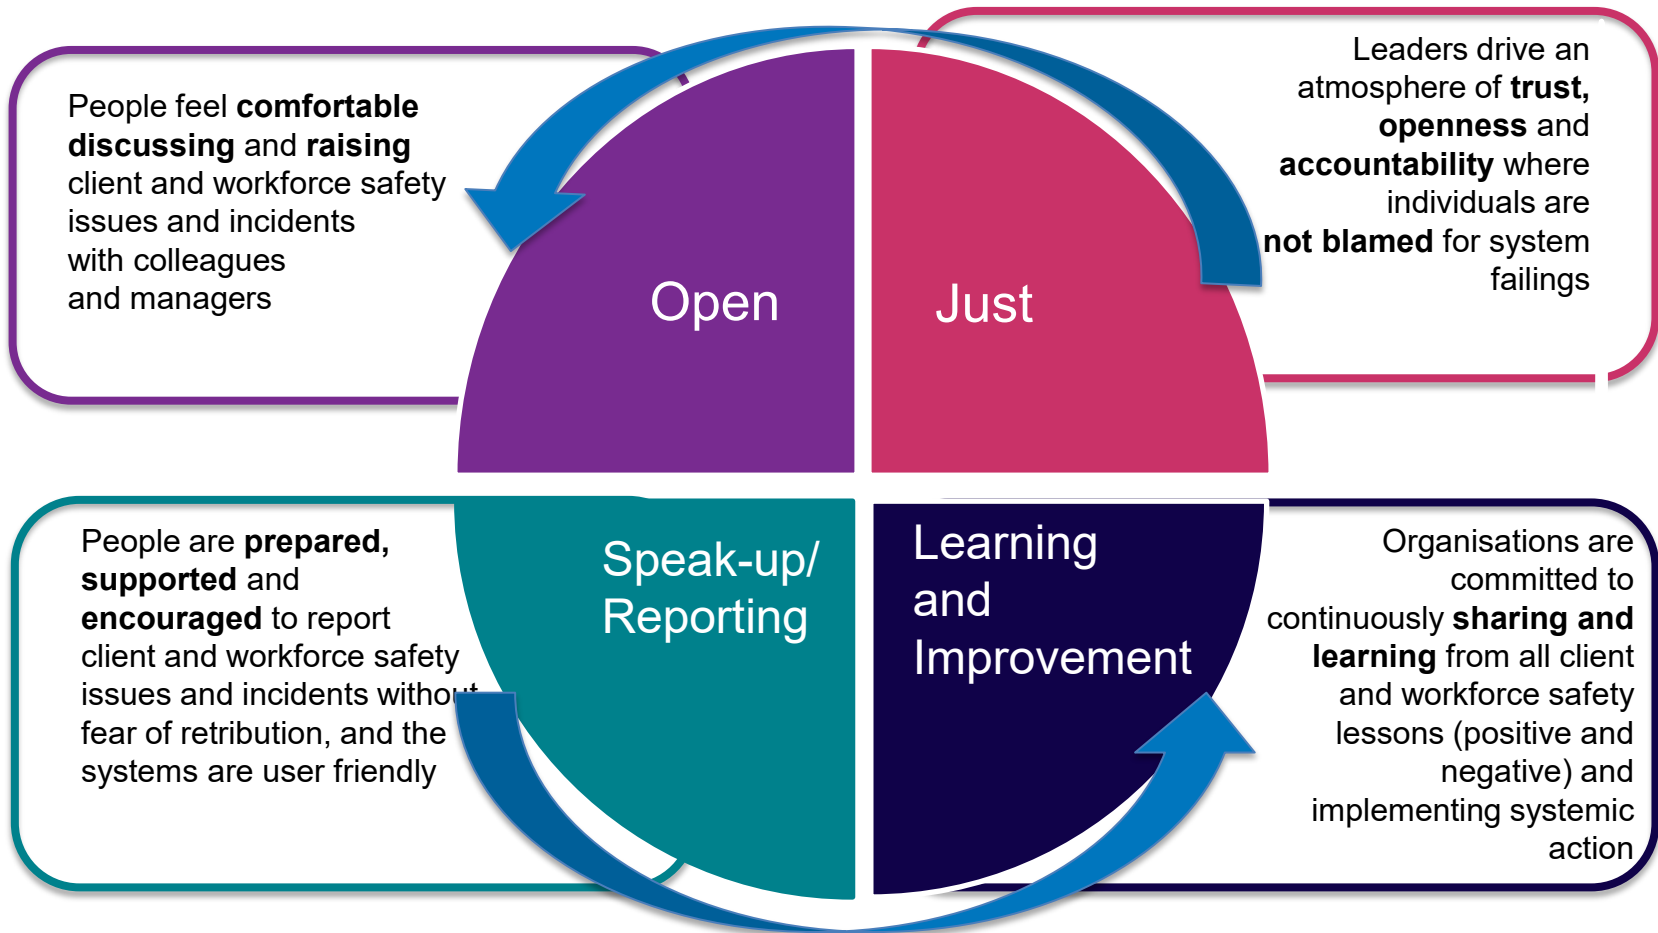 People feel comfortable
discussing and raising
client and workforce safety
issues and incidents
with colleagues
and managers
Open
Just
Leaders drive an
atmosphere of trust,
openness and
accountability where
individuals are
not blamed for system
failings
People are prepared,
supported and
encouraged to report
client and workforce safety
issues and incidents without
fear of retribution, and the
systems are user friendly
Speak-up/
Reporting
Learning
and
Improvement
Organisations are
committed to
continuously sharing and
learning from all client
and workforce safety
lessons (positive and
negative) and
implementing systemic
action